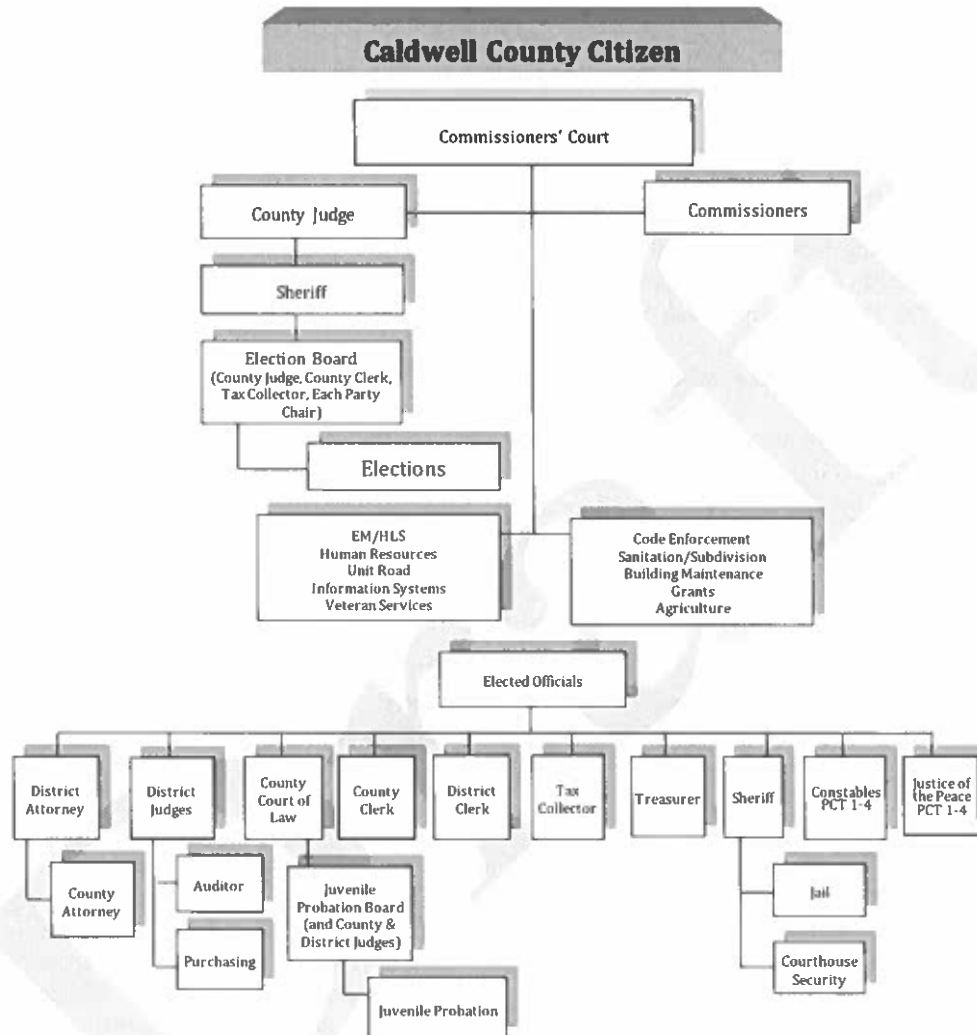 Caldwell County Citizen
Commissioners' Court
County Judge
Commissioners
Sheriff
Election Board
(County Judge, County Clerk,
Tax Collector, Each Party
Chair)
Elections
EM/HLS
Human Resources
Unit Road
Information Systems
Veteran Services
Code Enforcement
Sanitation/Subdivision
Building Maintenance
Grants
Agriculture
Elected Officials
District
Attorney
District
Judges
County
Court of
Law
County
Clerk
District
Clerk
Tax
Collector
Treasurer
Sheriff
Constables
PCT 1-4
Justice of
the Peace
PCT 1-4
County
Attorney
Auditor
Purchasing
Juvenile
Probation Board
(and County &
District Judges)
Juvenile Probation
Jail
Courthouse
Security